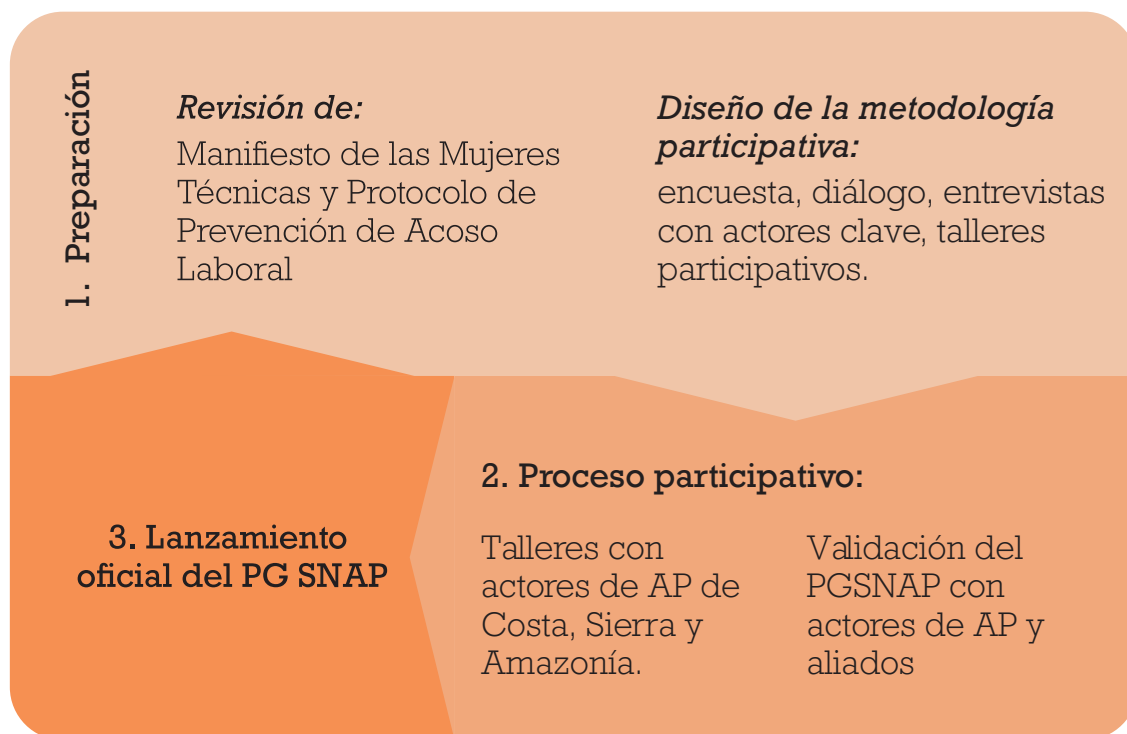 1. Preparación
Revisión de:
Manifiesto de las Mujeres
Técnicas y Protocolo de
Prevención de Acoso
Laboral
Diseño de la metodología
participativa:
encuesta, diálogo, entrevistas
con actores clave, talleres
participativos.
2. Proceso participativo:
Talleres con
actores de AP de
Costa, Sierra y
Amazonía.
Validación del
PGSNAP con
actores de AP y
aliados
3. Lanzamiento
oficial del PG SNAP